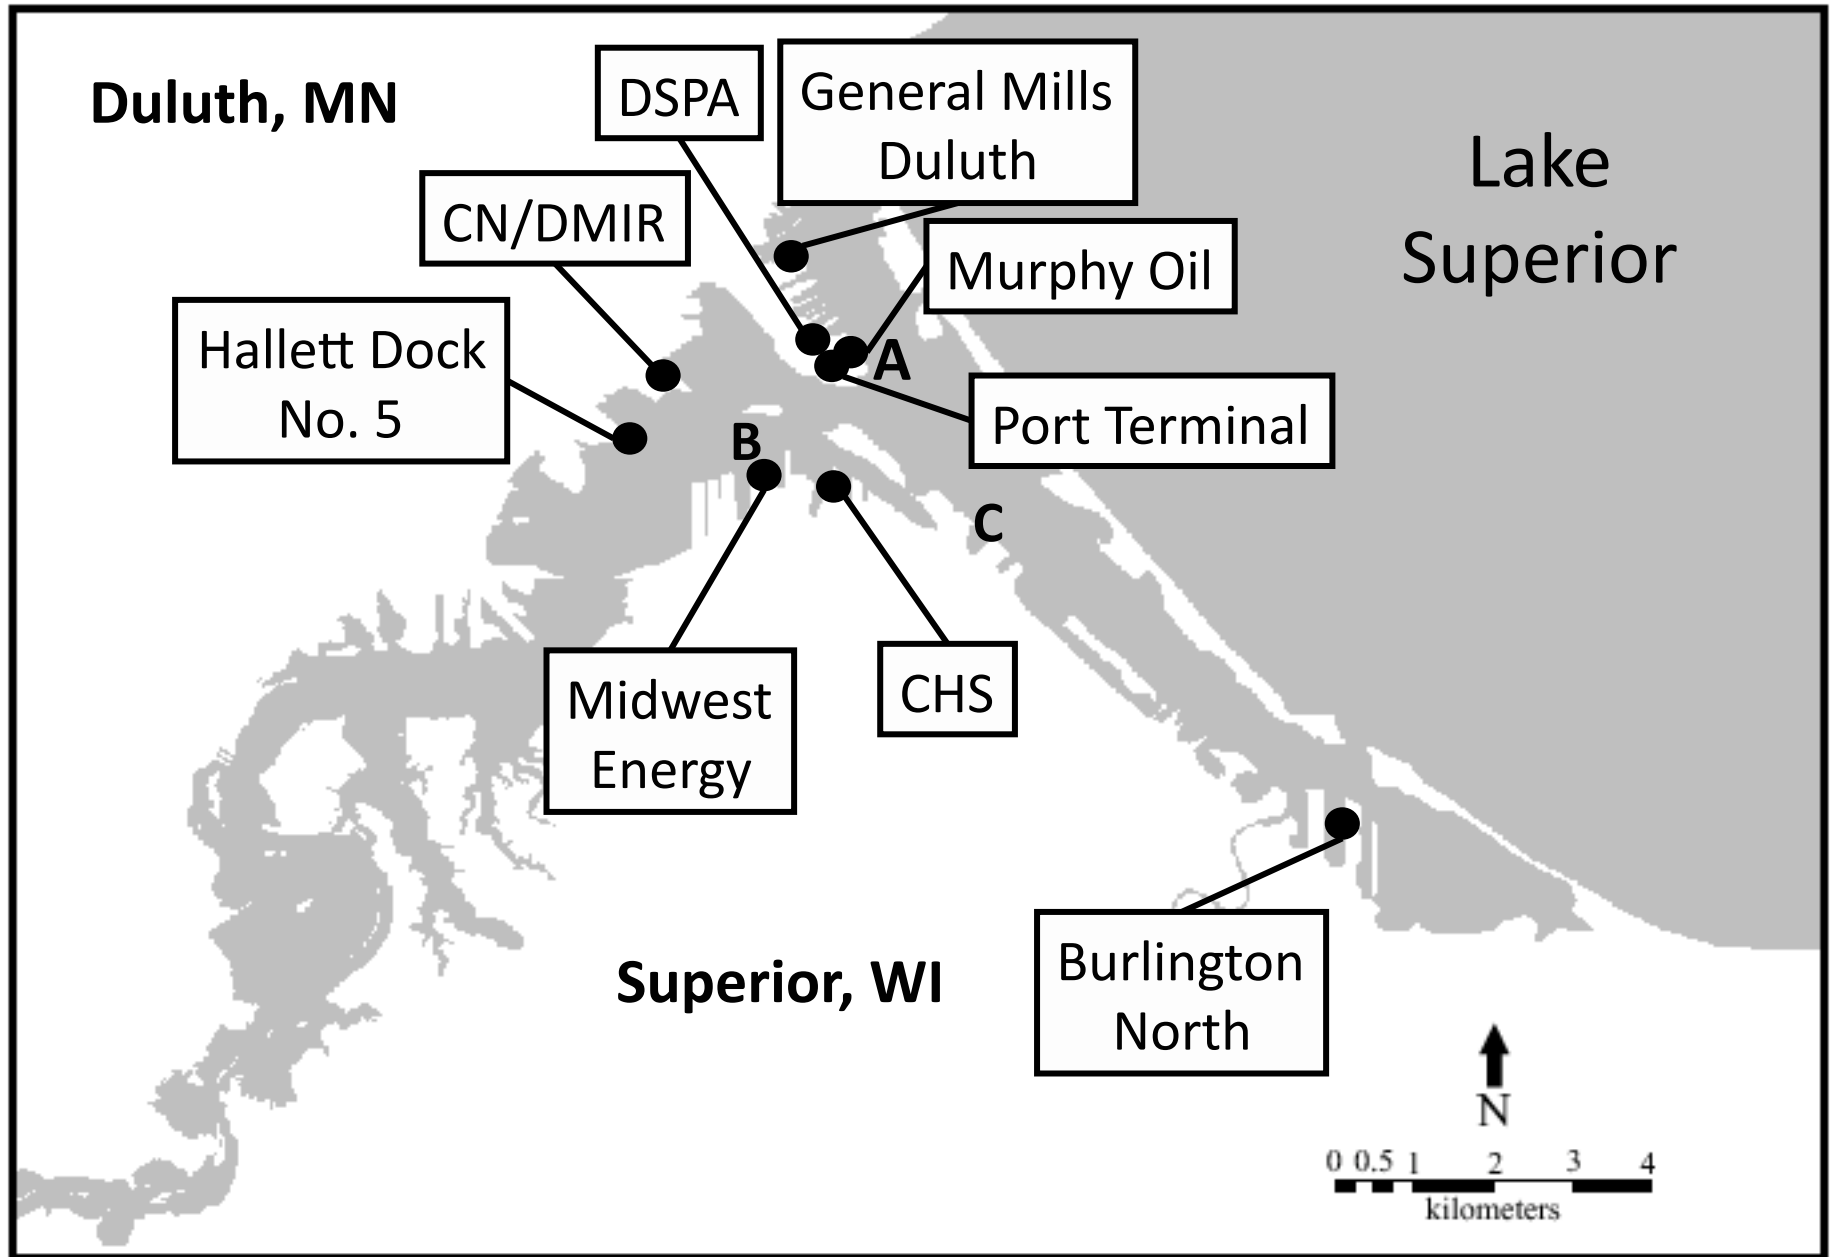 Duluth, MN
DSPA
General Mills
Duluth
Lake
Superior
CN/DMIR
Murphy Oil
Hallett Dock
No. 5
A
Port Terminal
B
C
Midwest
Energy
CHS
Burlington
North
Superior, WI
N
0 0.5 1 2 3 4
kilometers